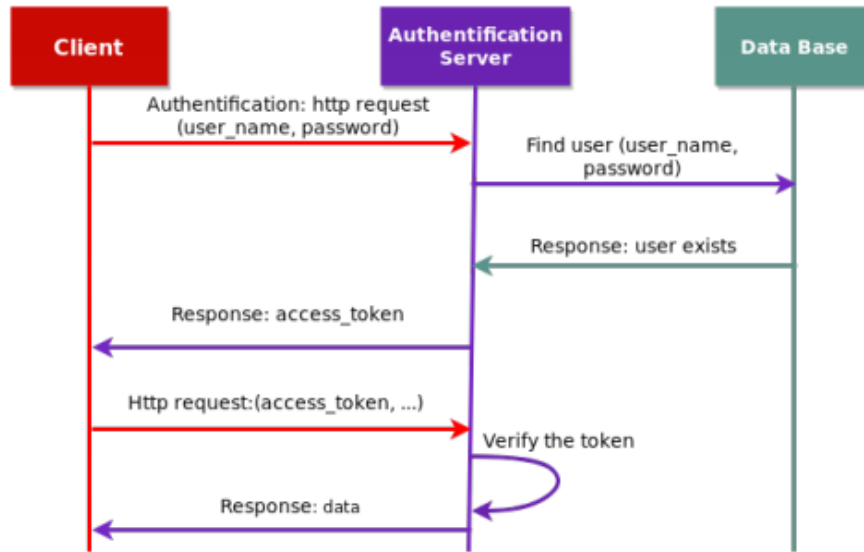 Client
Authentification
Server
Data Base
Authentification: http request
(user_name, password)
Find user (user_name,
password)
Response: user exists
Response: access_token
Http request:(access_token, ...)
Verify the token
Response: data